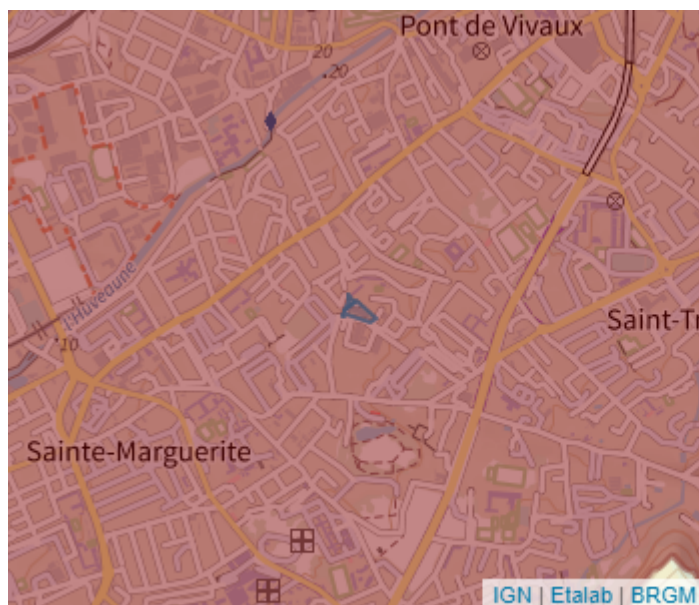 Pont de Vivaux
20
20
l'Huveaune
Saint-Tr
10
Sainte-Marguerite
IGN | Etalab | BRGM